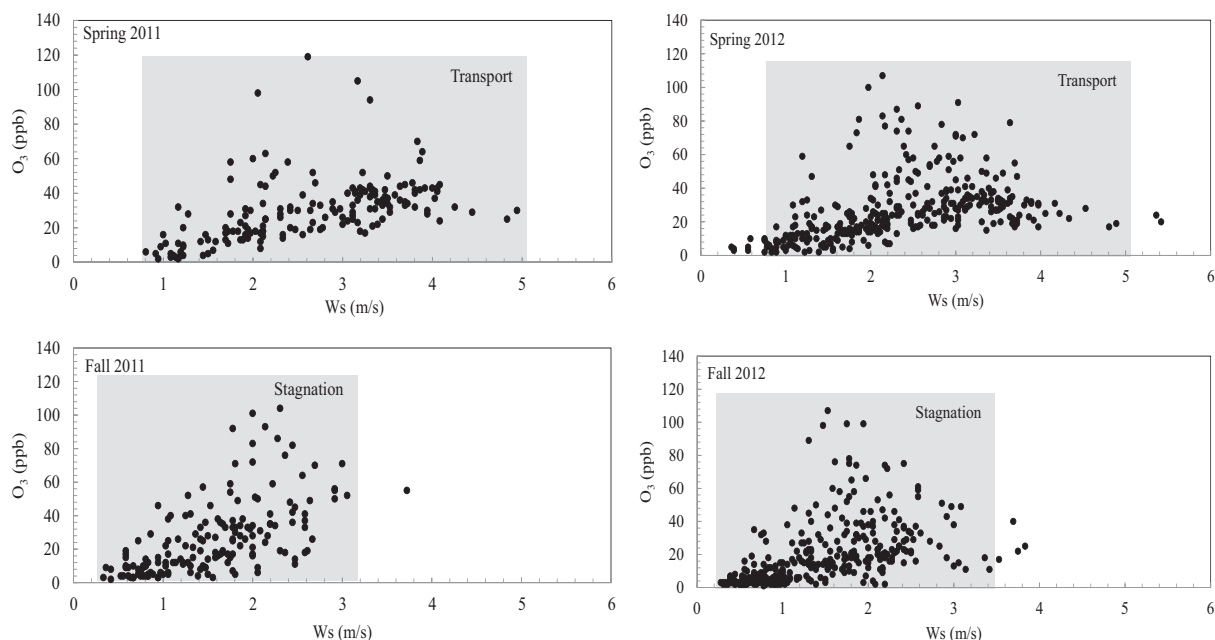 140
120
100
80
60
40
20
0
O3 (ppb)
Spring 2011
Transport
0 1 2 3 4 5 6
Ws (m/s)
140
120
100
80
60
40
20
0
O3 (ppb)
Spring 2012
Transport
0 1 2 3 4 5 6
Ws (m/s)
140
120
100
80
60
40
20
0
O3 (ppb)
Fall 2011
Stagnation
0 1 2 3 4 5 6
Ws (m/s)
140
120
100
80
60
40
20
0
O3 (ppb)
Fall 2012
Stagnation
0 1 2 3 4 5 6
Ws (m/s)